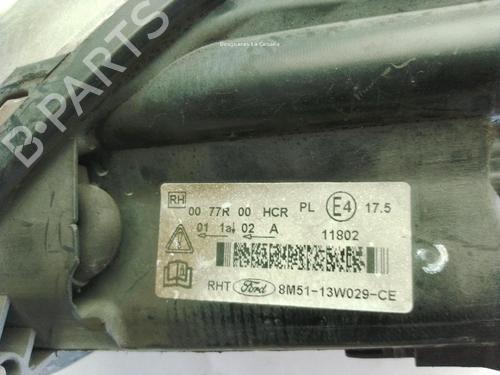 Desguaces La Cabaña
B-PARTS
RH
00 77R 00 HCR PL E4 17.5
01 1a 02 A 11802
RHT Ford 8M51-13W029-CE